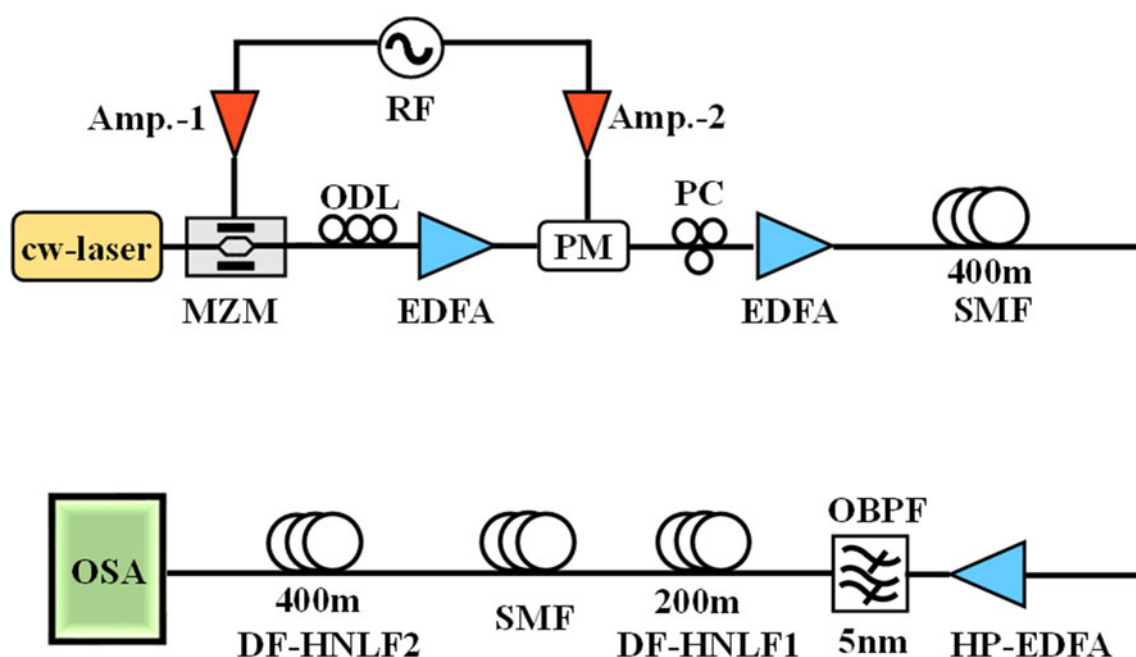 RF
Amp.-1
Amp.-2
ODL
PC
cw-laser
PM
400m
MZM
EDFA
EDFA
SMF
OBPF
OSA
400m
SMF
200m
DF-HNLF2
DF-HNLF1
5nm
HP-EDFA